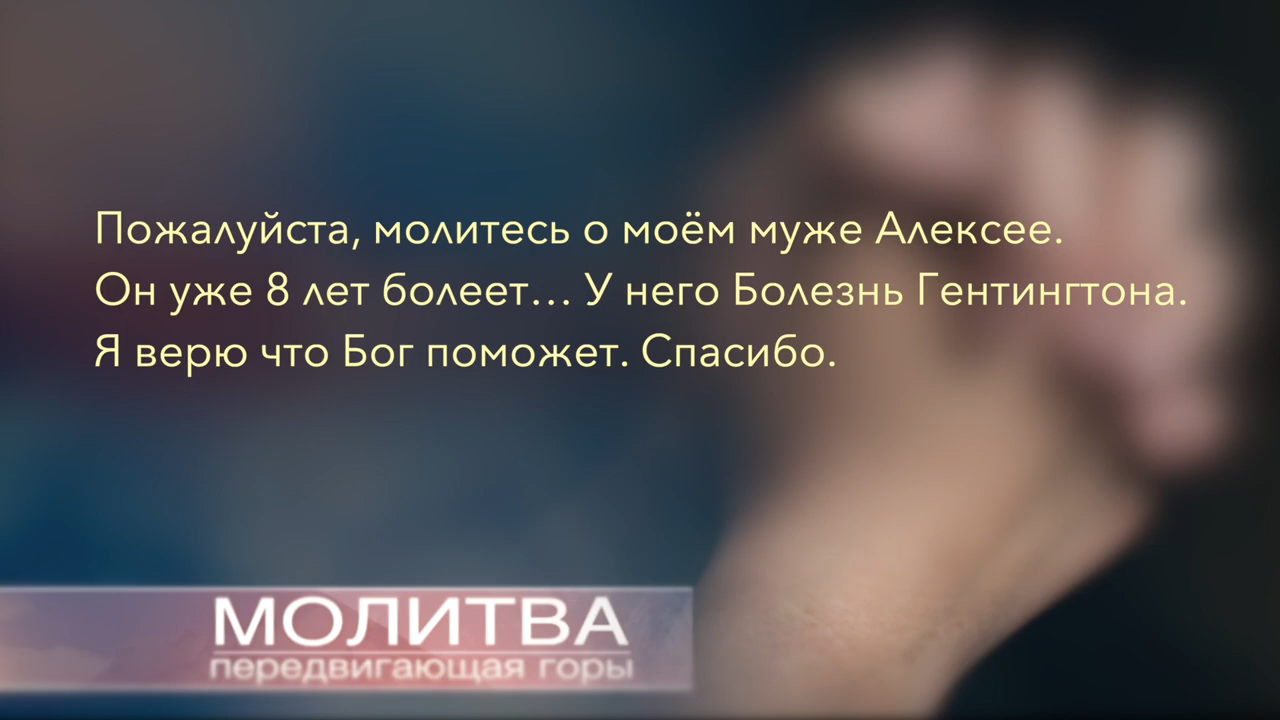 Пожалуйста, молитесь о моём муже Алексее.
Он уже 8 лет болеет... У него Болезнь Гентингтона.
Я верю что Бог поможет. Спасибо.
МОЛИТВА
передвигающая горы